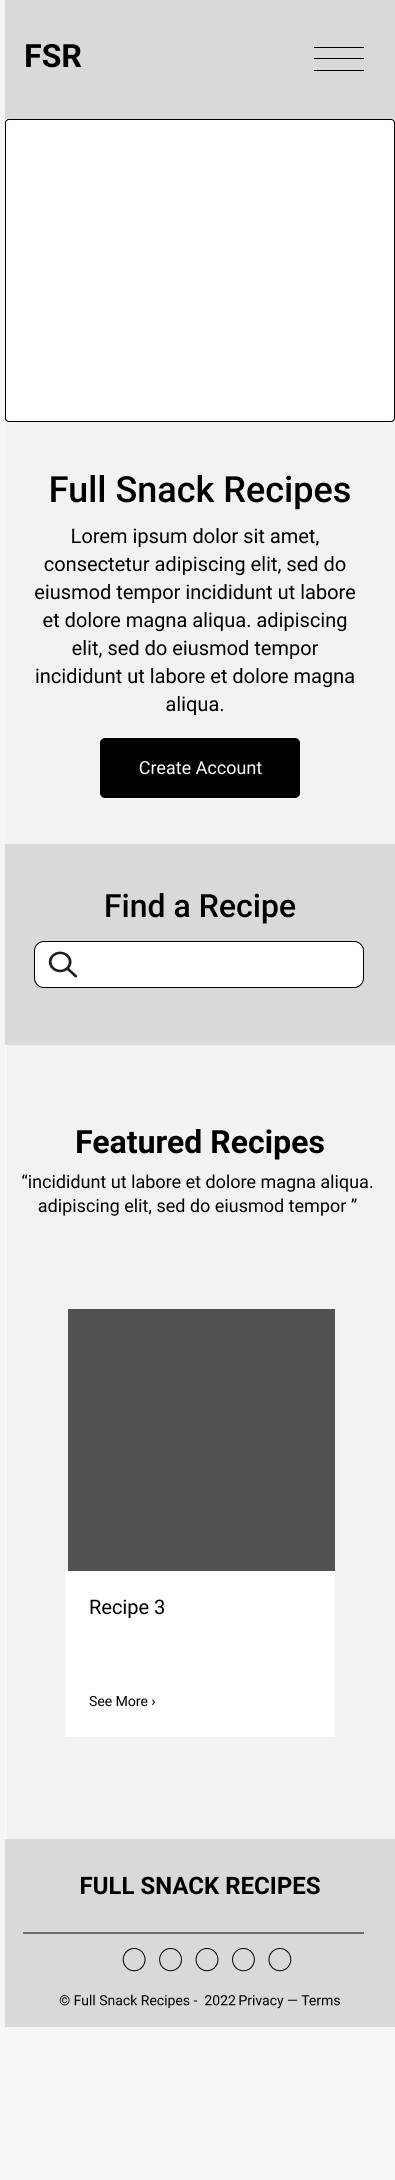 FSR
Full Snack Recipes
Lorem ipsum dolor sit amet,
consectetur adipiscing elit, sed do
eiusmod tempor incididunt ut labore
et dolore magna aliqua. adipiscing
elit, sed do eiusmod tempor
incididunt ut labore et dolore magna
aliqua.
Create Account
Find a Recipe
Featured Recipes
“incididunt ut labore et dolore magna aliqua.
adipiscing elit, sed do eiusmod tempor ”
Recipe 3
See More ›
FULL SNACK RECIPES
© Full Snack Recipes - 2022 Privacy — Terms